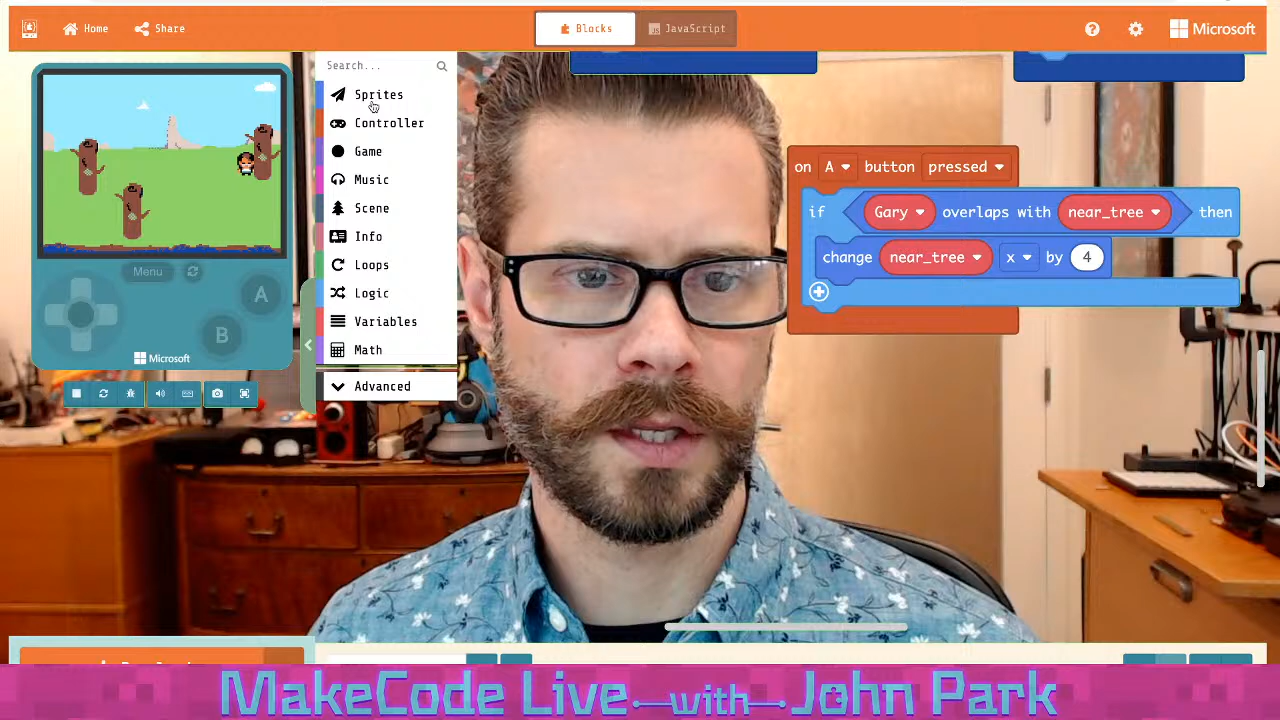 Home
Share
Blocks
JavaScript
Microsoft
Search...
Sprites
Controller
Game
Music
Scene
Info
Loops
Logic
Variables
Math
Advanced
Menu
A
B
Microsoft
on A button pressed
if Gary overlaps with near_tree then
change near_tree x by 4
MakeCode Live with John Park